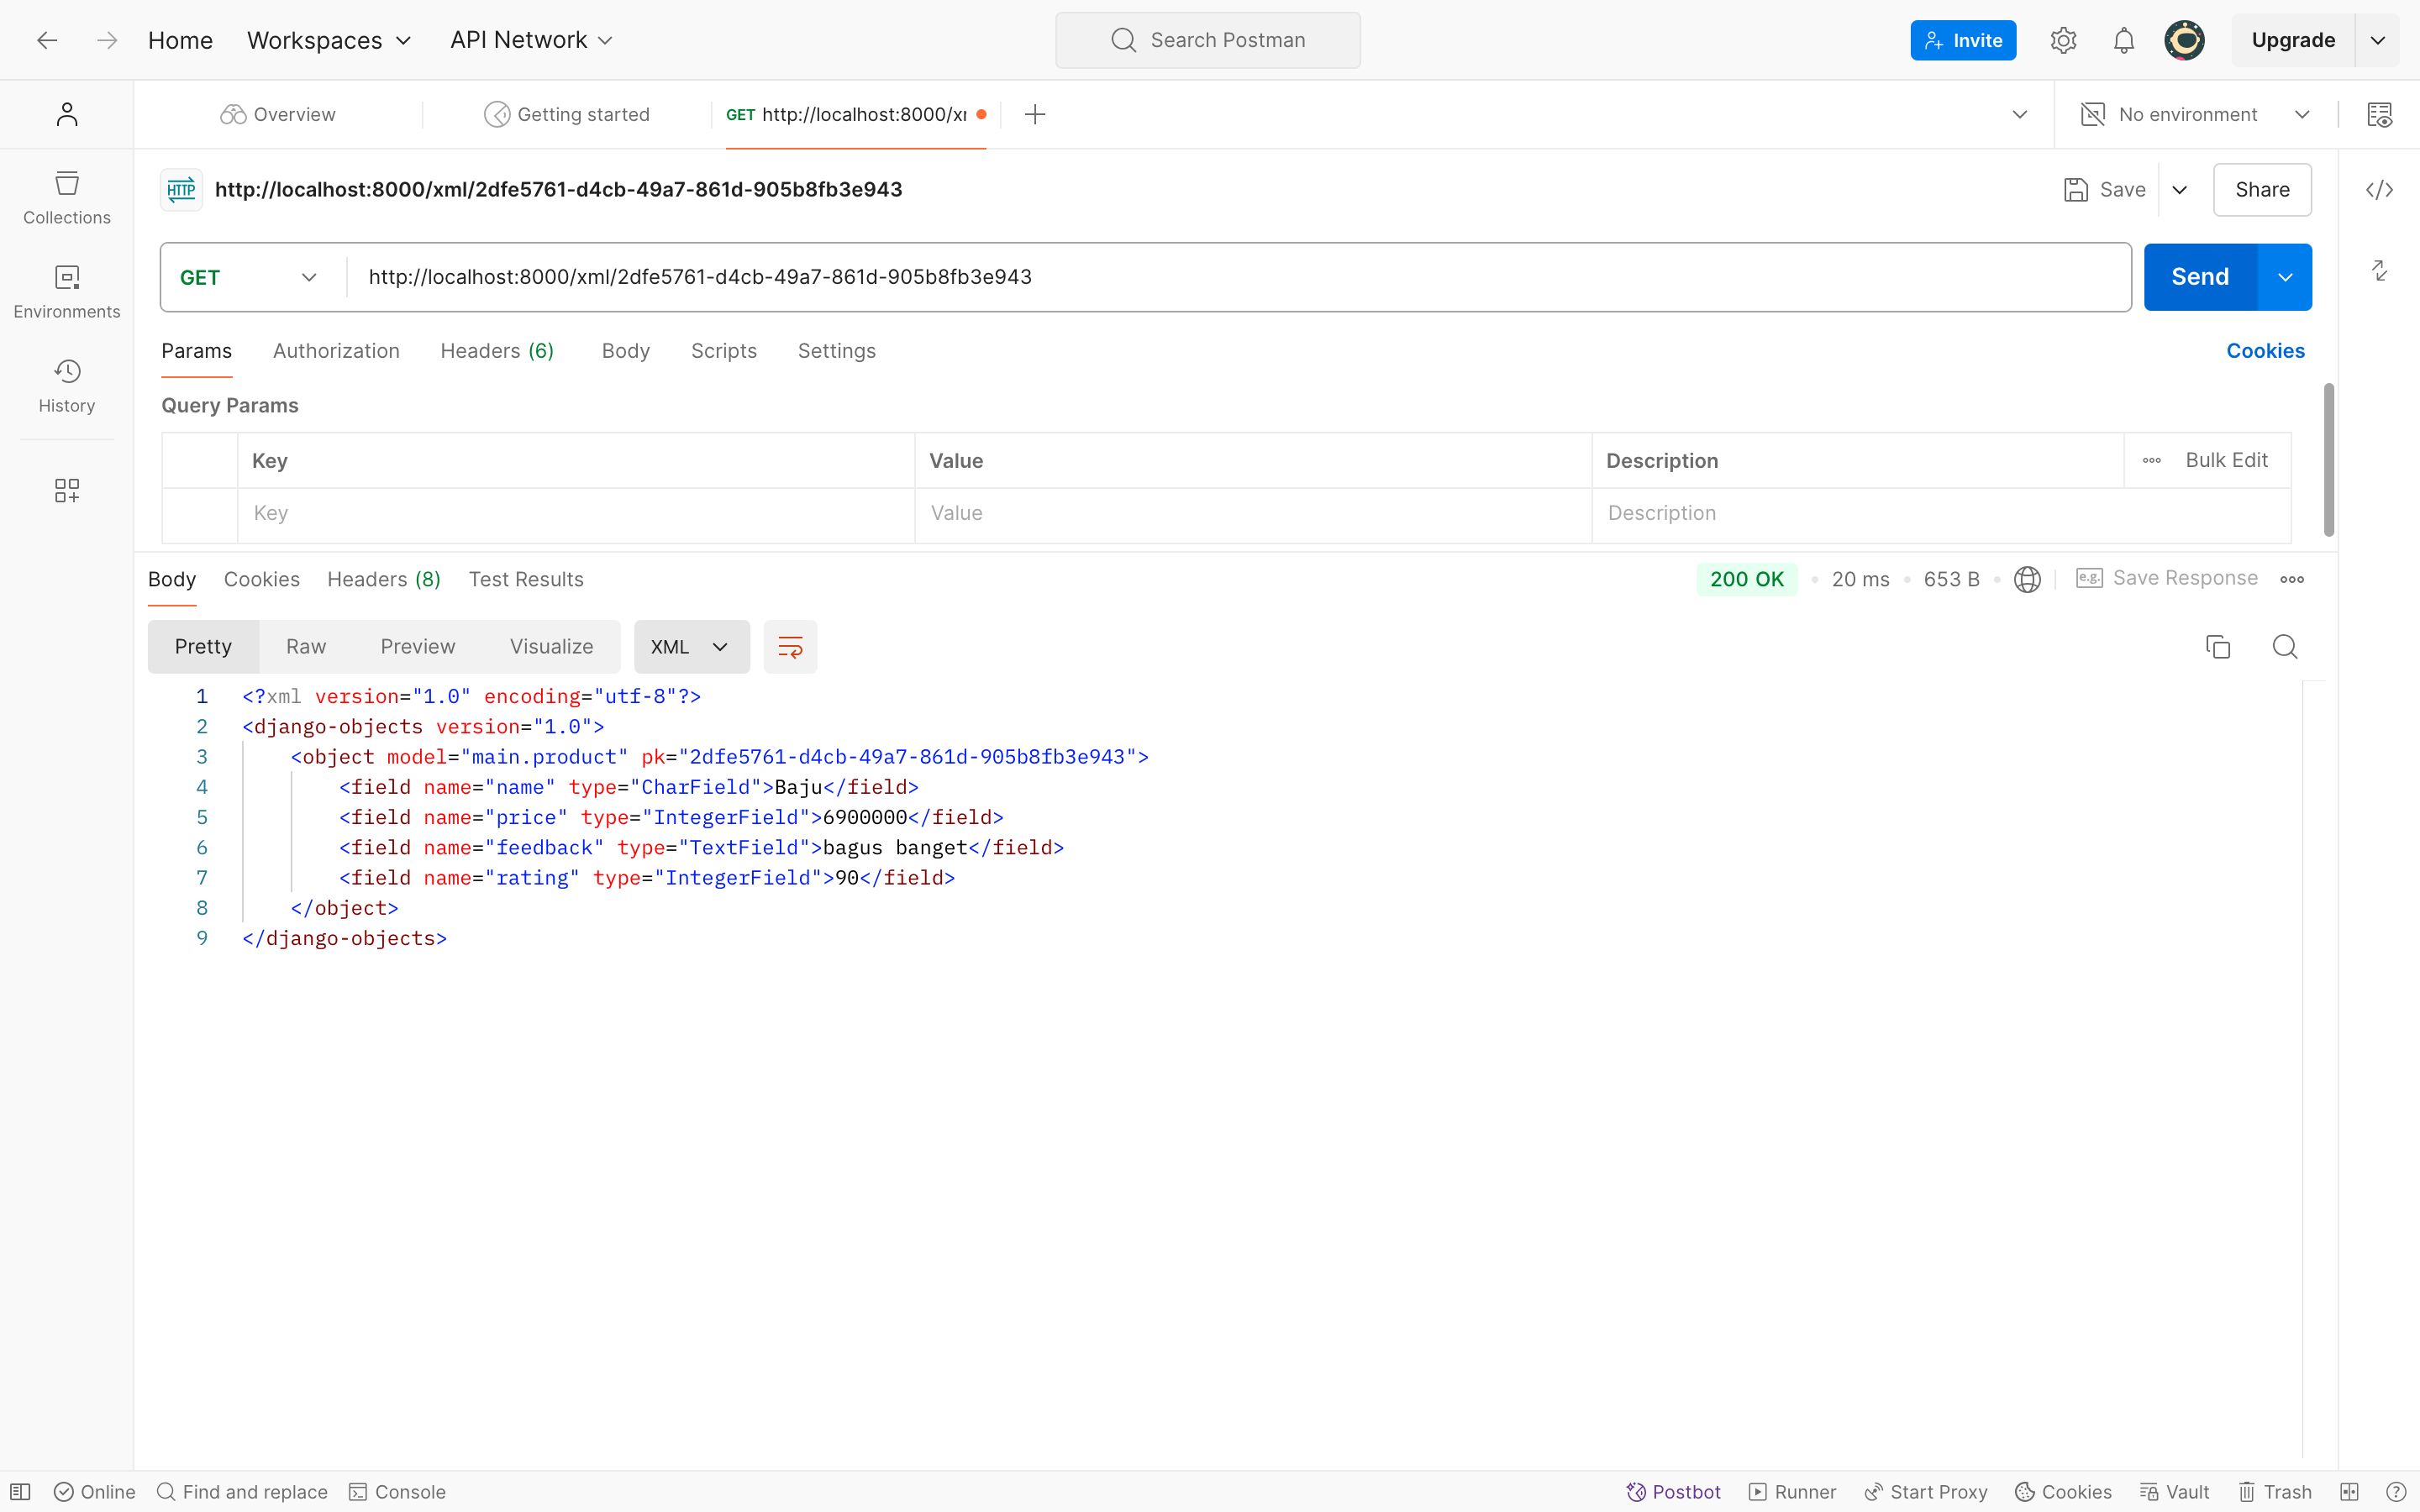 Home Workspaces API Network Search Postman Invite Upgrade
Overview Getting started GET http://localhost:8000/xr No environment
HTTP http://localhost:8000/xml/2dfe5761-d4cb-49a7-861d-905b8fb3e943 Save Share
Collections
GET http://localhost:8000/xml/2dfe5761-d4cb-49a7-861d-905b8fb3e943 Send
Environments
Params Authorization Headers (6) Body Scripts Settings Cookies
History
Query Params
Key Value Description Bulk Edit
Key Value Description
Body Cookies Headers (8) Test Results 200 OK 20 ms 653 B e.g. Save Response
Pretty Raw Preview Visualize XML
1 <?xml version="1.0" encoding="utf-8"?>
2 <django-objects version="1.0">
3 <object model="main.product" pk="2dfe5761-d4cb-49a7-861d-905b8fb3e943">
4 <field name="name" type="CharField">Baju</field>
5 <field name="price" type="IntegerField">6900000</field>
6 <field name="feedback" type="TextField">bagus banget</field>
7 <field name="rating" type="IntegerField">90</field>
8 </object>
9 </django-objects>
Online Find and replace Console Postbot Runner Start Proxy Cookies Vault Trash